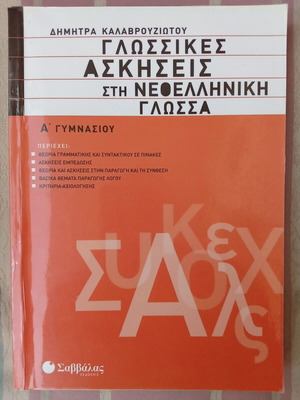 ΔΗΜΗΤΡΑ ΚΑΛΑΒΡΟΥΖΙΩΤΟΥ
ΓΛΩΣΣΙΚΕΣ
ΑΣΚΗΣΕΙΣ
ΣΤΗ ΝΕΟΕΛΛΗΝΙΚΗ
ΓΛΩΣΣΑ
Α΄ ΓΥΜΝΑΣΙΟΥ
ΠΕΡΙΕΧΕΙ:
ΘΕΩΡΙΑ ΓΡΑΜΜΑΤΙΚΗΣ ΚΑΙ ΣΥΝΤΑΚΤΙΚΟΥ ΣΕ ΠΙΝΑΚΕΣ
ΑΣΚΗΣΕΙΣ ΕΜΠΕΔΩΣΗΣ
ΘΕΩΡΙΑ ΚΑΙ ΑΣΚΗΣΕΙΣ ΣΤΗΝ ΠΑΡΑΓΩΓΗ ΚΑΙ ΤΗ ΣΥΝΘΕΣΗ
ΒΑΣΙΚΑ ΘΕΜΑΤΑ ΠΑΡΑΓΩΓΗΣ ΛΟΓΟΥ
ΚΡΙΤΗΡΙΑ ΑΞΙΟΛΟΓΗΣΗΣ
Σαββάλας
ΕΚΔΟΣΕΙΣ